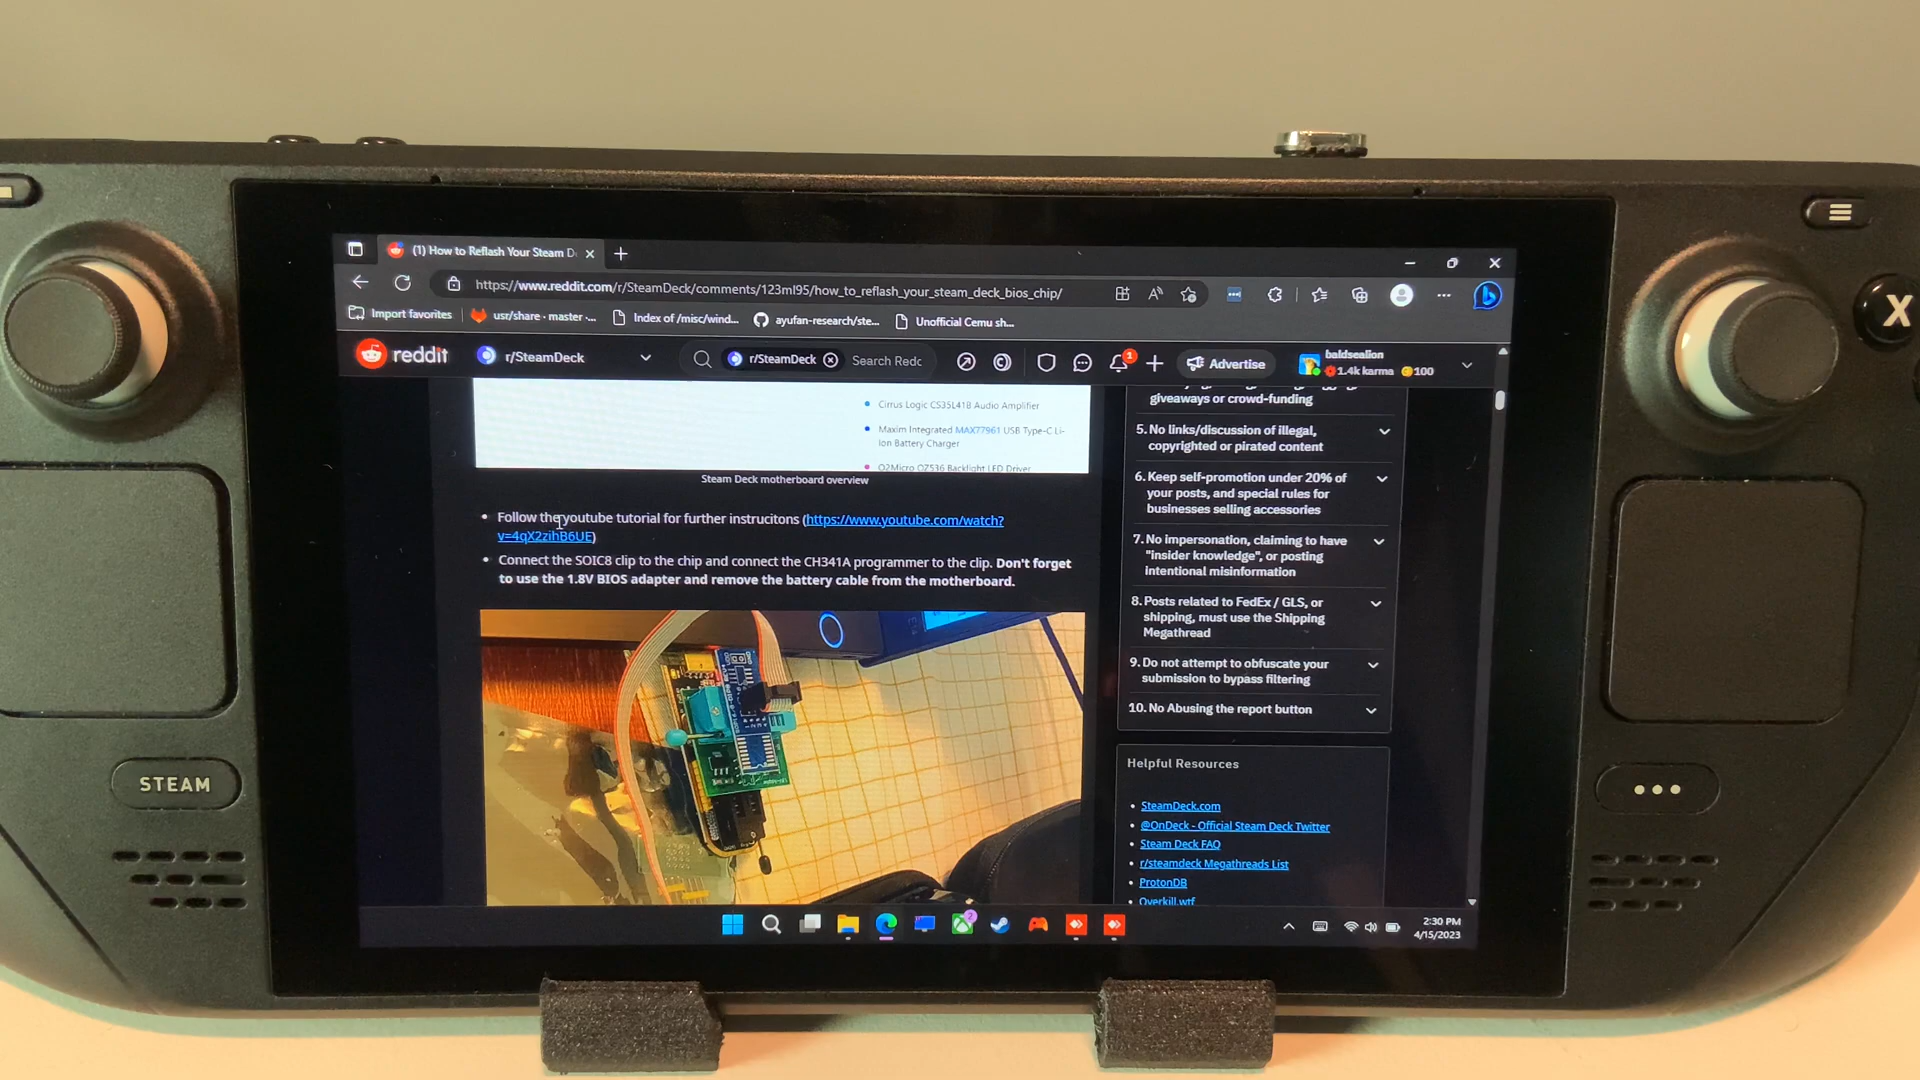 (1) How to Reflash Your Steam D
https://www.reddit.com/r/SteamDeck/comments/123ml95/how_to_reflash_your_steam_deck_bios_chip/
Import favorites
usr/share · master ·...
Index of /misc/wind...
ayufan-research/ste...
Unofficial Cemu sh...
reddit
r/SteamDeck
r/SteamDeck
Search Redc
1
Advertise
baldsealion
1.4k karma
100
Cirrus Logic CS35L41B Audio Amplifier
Maxim Integrated MAX77961 USB Type-C Li-
Ion Battery Charger
O2Micro OZ536 Backlight LED Driver
Steam Deck motherboard overview
Follow the youtube tutorial for further instrucitons (https://www.youtube.com/watch?
v=4qX2zihB6UE)
Connect the SOIC8 clip to the chip and connect the CH341A programmer to the clip. Don't forget
to use the 1.8V BIOS adapter and remove the battery cable from the motherboard.
giveaways or crowd-funding
5. No links/discussion of illegal,
copyrighted or pirated content
6. Keep self-promotion under 20% of
your posts, and special rules for
businesses selling accessories
7. No impersonation, claiming to have
"insider knowledge", or posting
intentional misinformation
8. Posts related to FedEx / GLS, or
shipping, must use the Shipping
Megathread
9. Do not attempt to obfuscate your
submission to bypass filtering
10. No Abusing the report button
Helpful Resources
SteamDeck.com
@OnDeck - Official Steam Deck Twitter
Steam Deck FAQ
r/steamdeck Megathreads List
ProtonDB
Overkill.wtf
2
2:30 PM
4/15/2023
STEAM
X